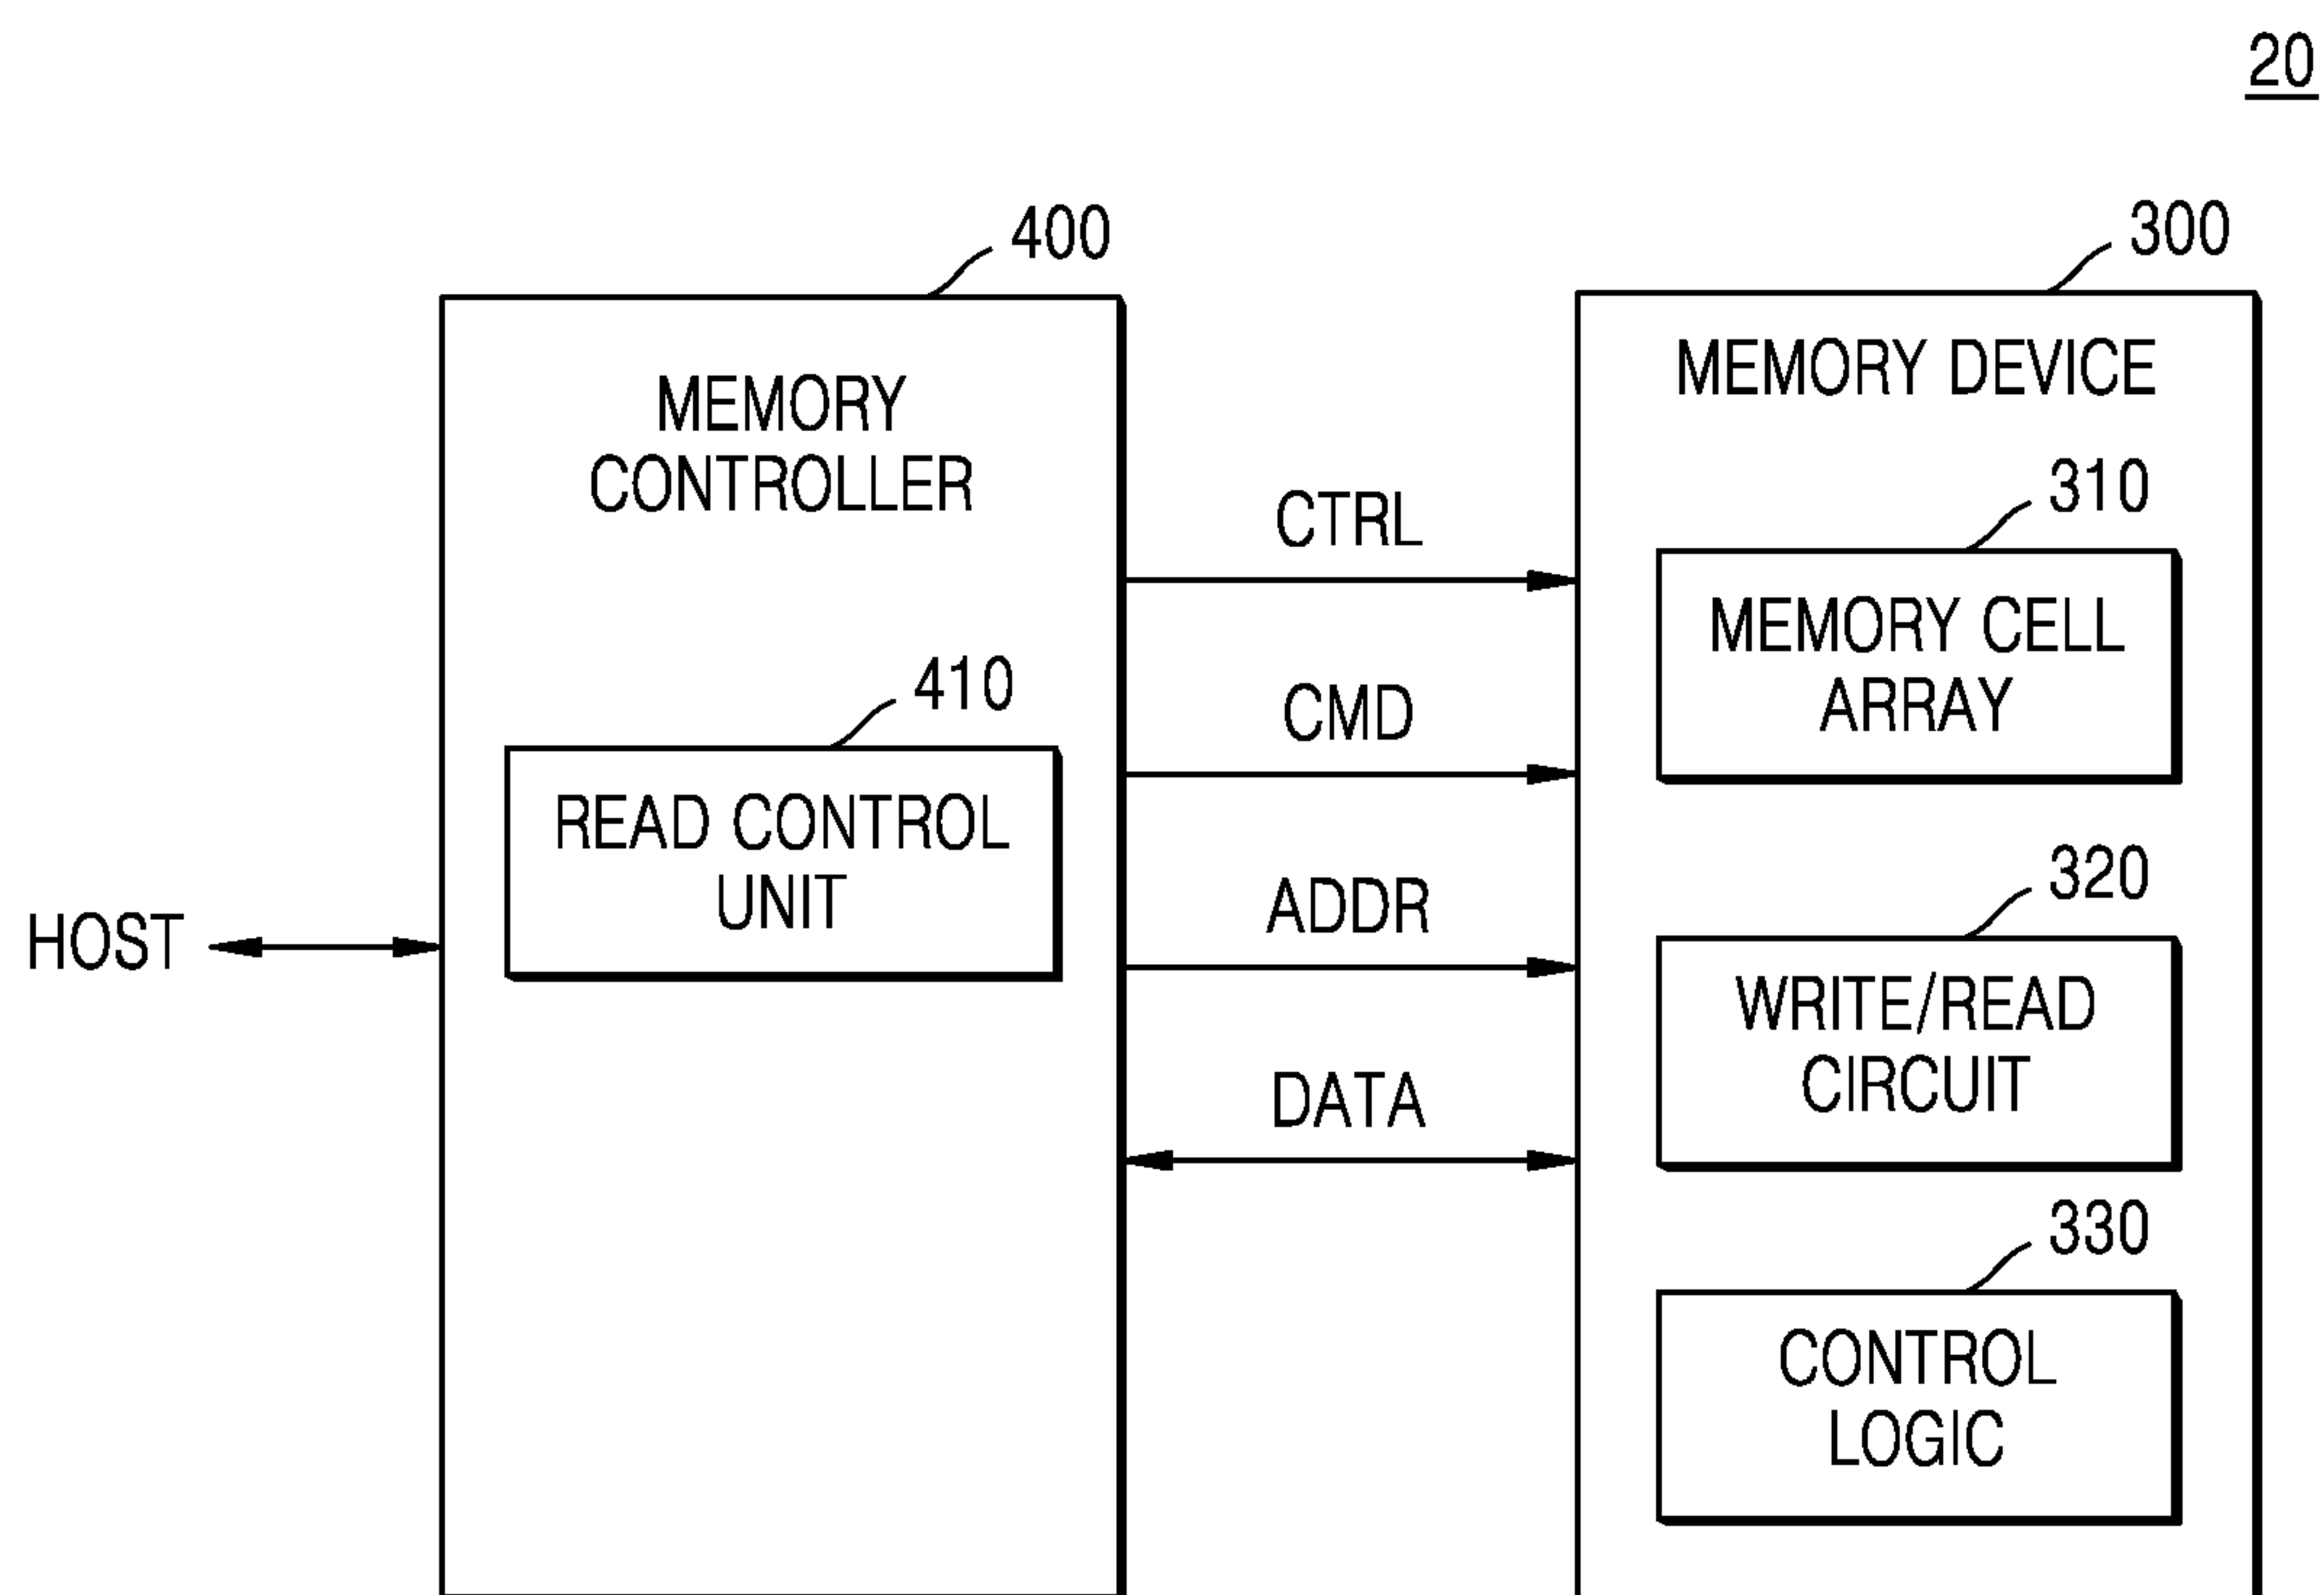 20
400
300
MEMORY
CONTROLLER
MEMORY DEVICE
CTRL
310
MEMORY CELL
ARRAY
410
CMD
READ CONTROL
UNIT
ADDR
320
HOST
WRITE/READ
CIRCUIT
DATA
330
CONTROL
LOGIC